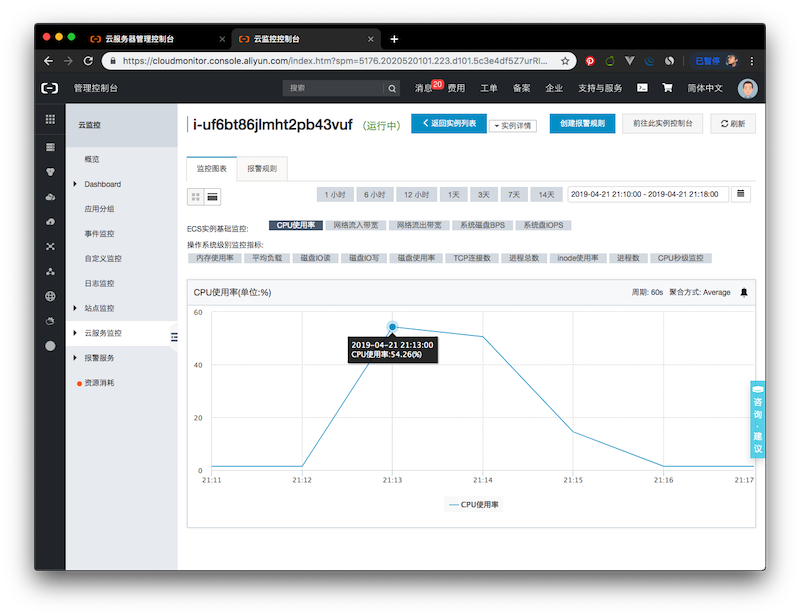 云服务器管理控制台
云监控控制台
https://cloudmonitor.console.aliyun.com/index.htm?spm=5176.2020520101.223.d101.5c3e4df5Z7urRl...
已暂停
管理控制台
搜索
消息 20 费用 工单 备案 企业 支持与服务 简体中文
云监控
概览
Dashboard
应用分组
事件监控
自定义监控
日志监控
站点监控
云服务监控
报警服务
资源消耗
i-uf6bt86jlmht2pb43vuf (运行中) 返回实例列表 实例详情 创建报警规则 前往此实例控制台 刷新
监控图表 报警规则
1 小时 6 小时 12 小时 1天 3天 7天 14天 2019-04-21 21:10:00 - 2019-04-21 21:18:00
ECS实例基础监控: CPU使用率 网络流入带宽 网络流出带宽 系统磁盘BPS 系统盘IOPS
操作系统级别监控指标:
内存使用率 平均负载 磁盘IO读 磁盘IO写 磁盘使用率 TCP连接数 进程总数 inode使用率 进程数 CPU秒级监控
CPU使用率(单位:%) 周期: 60s 聚合方式: Average
60
40
20
0
2019-04-21 21:13:00
CPU使用率:54.26(%)
21:11 21:12 21:13 21:14 21:15 21:16 21:17
CPU使用率
咨询·建议